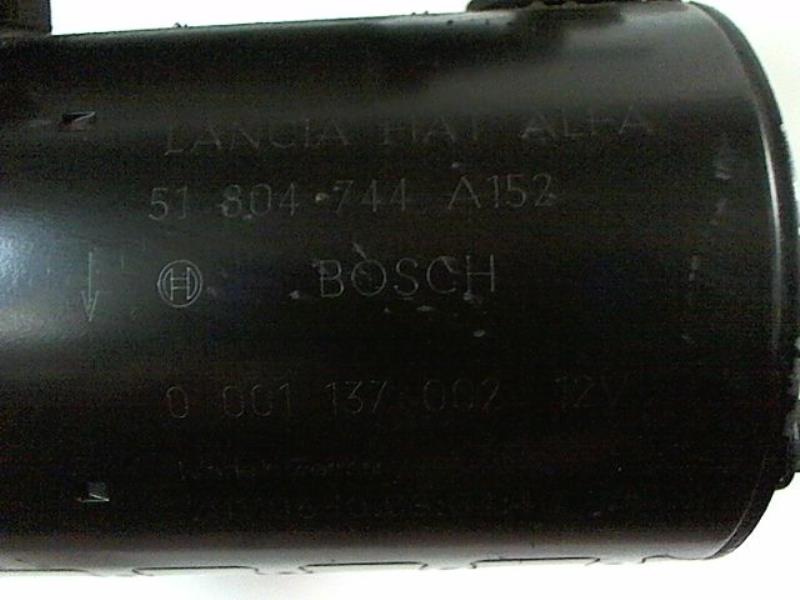 LANCIA FIAT ALFA
51 804 744 A152
BOSCH
0 001 137 002 12V